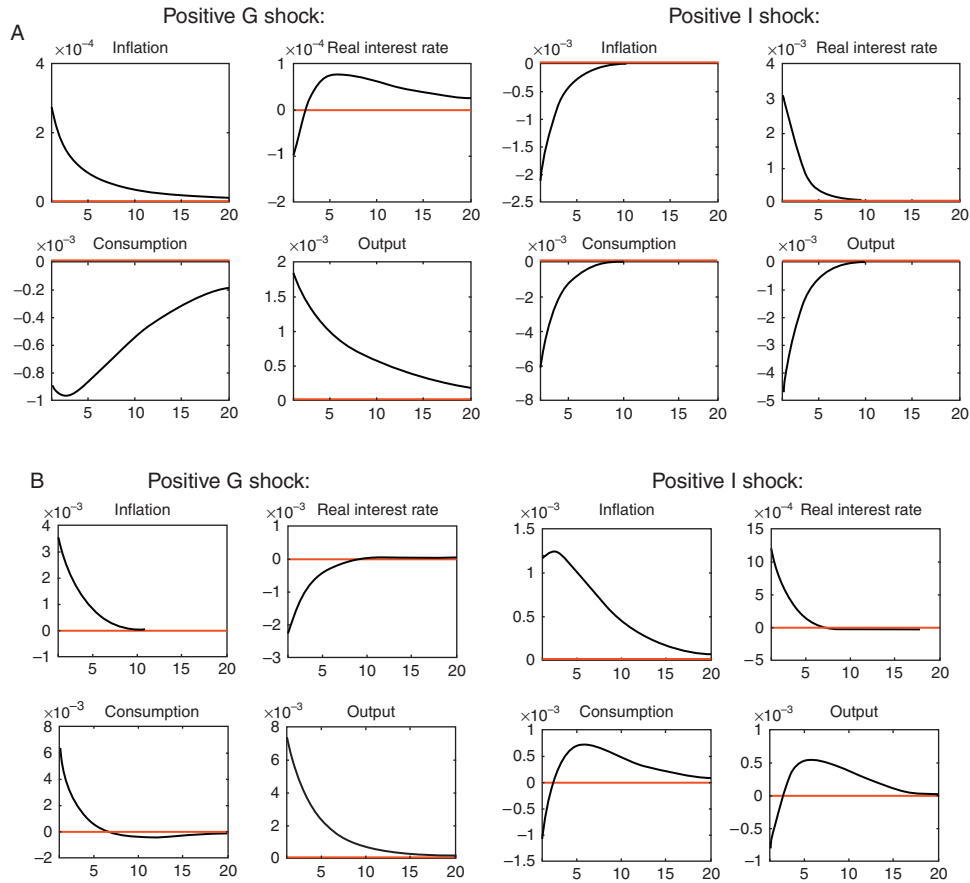 Positive G shock:
Positive I shock:
A
×10⁻⁴
Inflation
4
2
0
5 10 15 20
×10⁻⁴
Real interest rate
1
0
−1
−2
5 10 15 20
×10⁻³
Inflation
0
−0.5
−1
−1.5
−2
−2.5
5 10 15 20
×10⁻³
Real interest rate
4
3
2
1
0
5 10 15 20
×10⁻³
Consumption
0
−0.2
−0.4
−0.6
−0.8
−1
5 10 15 20
×10⁻³
Output
2
1.5
1
0.5
0
5 10 15 20
×10⁻³
Consumption
0
−2
−4
−6
−8
5 10 15 20
×10⁻³
Output
0
−1
−2
−3
−4
−5
5 10 15 20
B
Positive G shock:
Positive I shock:
×10⁻³
Inflation
4
3
2
1
0
−1
5 10 15 20
×10⁻³
Real interest rate
1
0
−1
−2
−3
5 10 15 20
×10⁻³
Inflation
1.5
1
0.5
0
5 10 15 20
×10⁻⁴
Real interest rate
15
10
5
0
−5
5 10 15 20
×10⁻³
Consumption
8
6
4
2
0
−2
5 10 15 20
×10⁻³
Output
8
6
4
2
0
5 10 15 20
×10⁻³
Consumption
1
0.5
0
−0.5
−1
−1.5
5 10 15 20
×10⁻³
Output
1
0.5
0
−0.5
−1
5 10 15 20